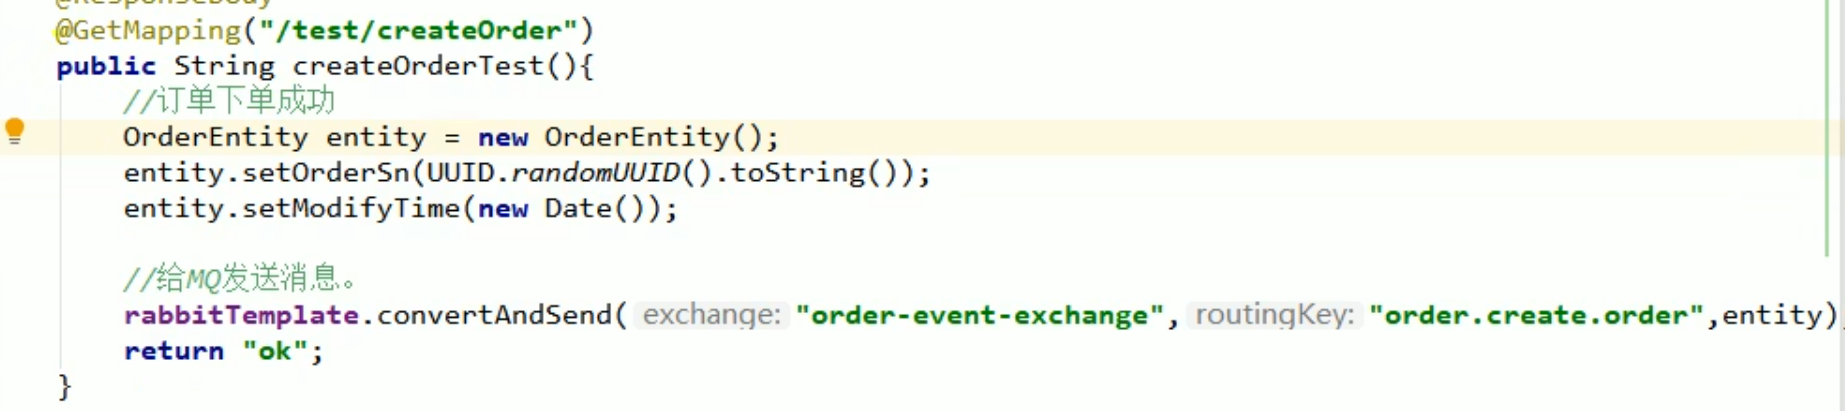 @ResponseBody
@GetMapping("/test/createOrder")
public String createOrderTest(){
//订单下单成功
OrderEntity entity = new OrderEntity();
entity.setOrderSn(UUID.randomUUID().toString());
entity.setModifyTime(new Date());
//给MQ发送消息。
rabbitTemplate.convertAndSend( exchange: "order-event-exchange", routingKey: "order.create.order",entity)
return "ok";
}